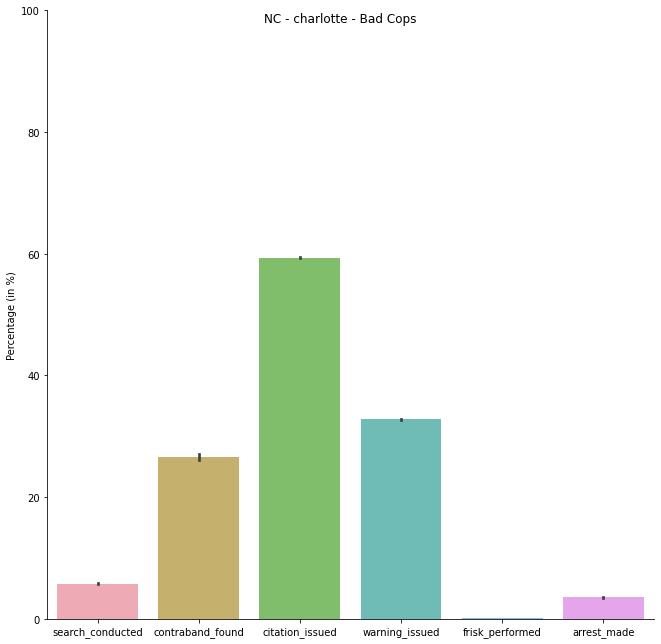 NC - charlotte - Bad Cops
100
80
60
40
20
0
Percentage (in %)
search_conducted contraband_found citation_issued warning_issued frisk_performed arrest_made